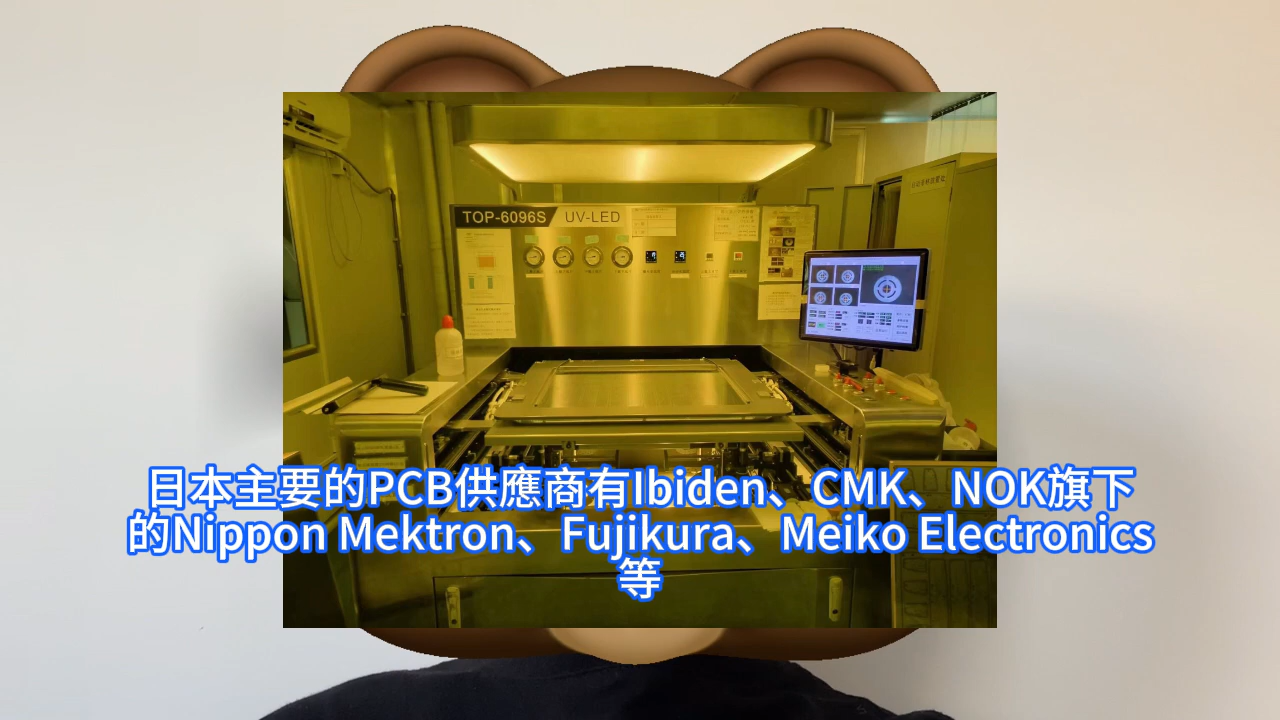 TOP-6096S UV-LED
日本主要的PCB供應商有Ibiden、CMK、NOK旗下
的Nippon Mektron、Fujikura、Meiko Electronics
等